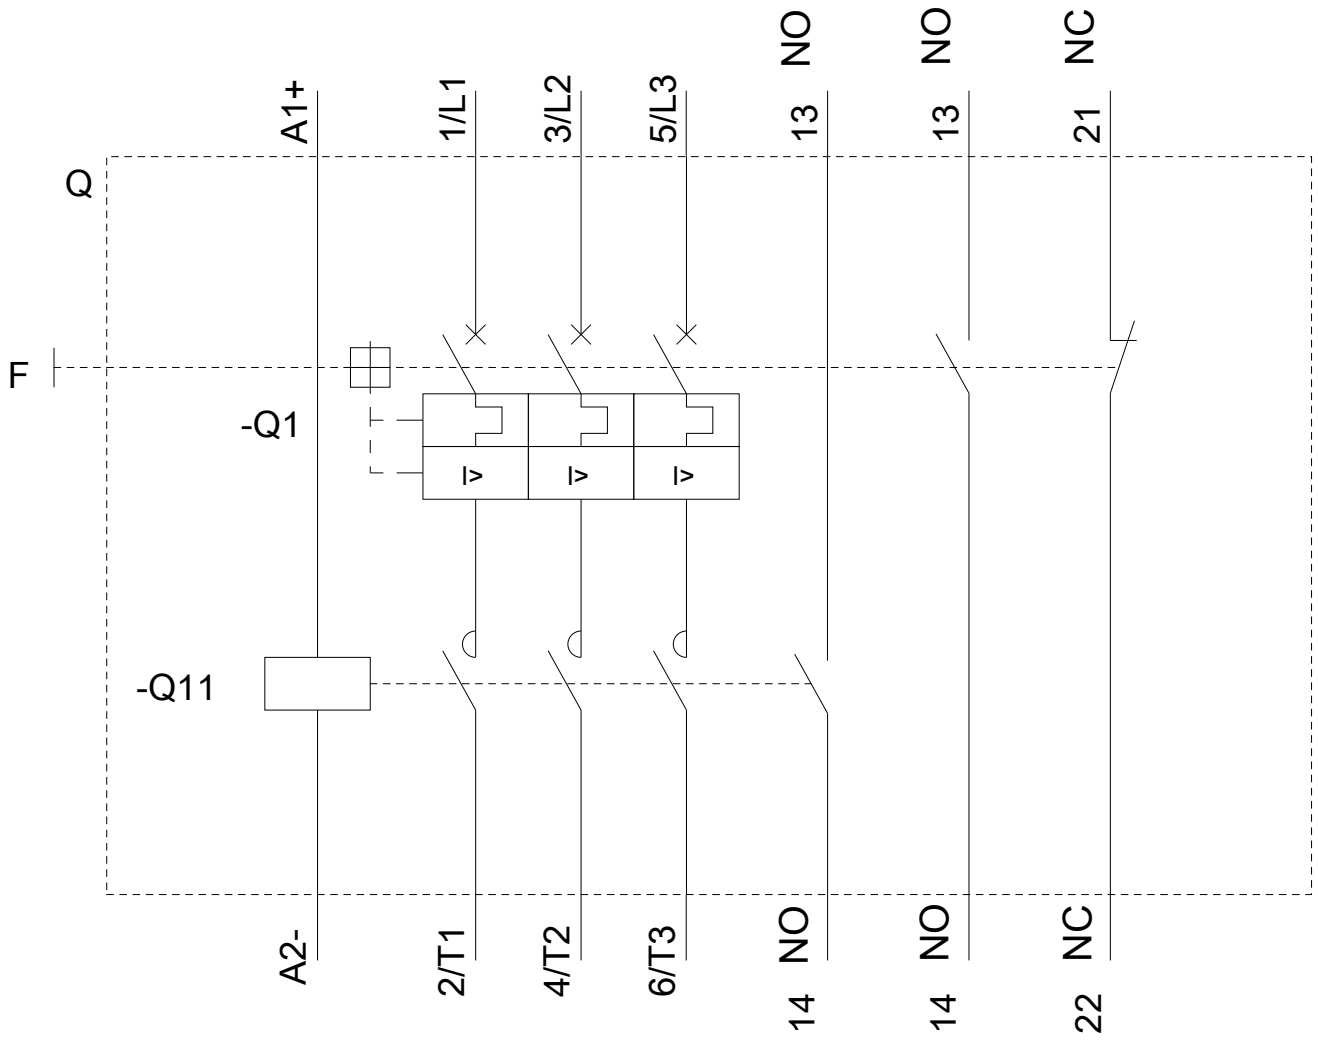 NO
NO
NC
A1+
1/L1
3/L2
5/L3
13
13
21
Q
F
-Q1
I>
I>
I>
-Q11
A2-
2/T1
4/T2
6/T3
NO
NO
NC
14
14
22